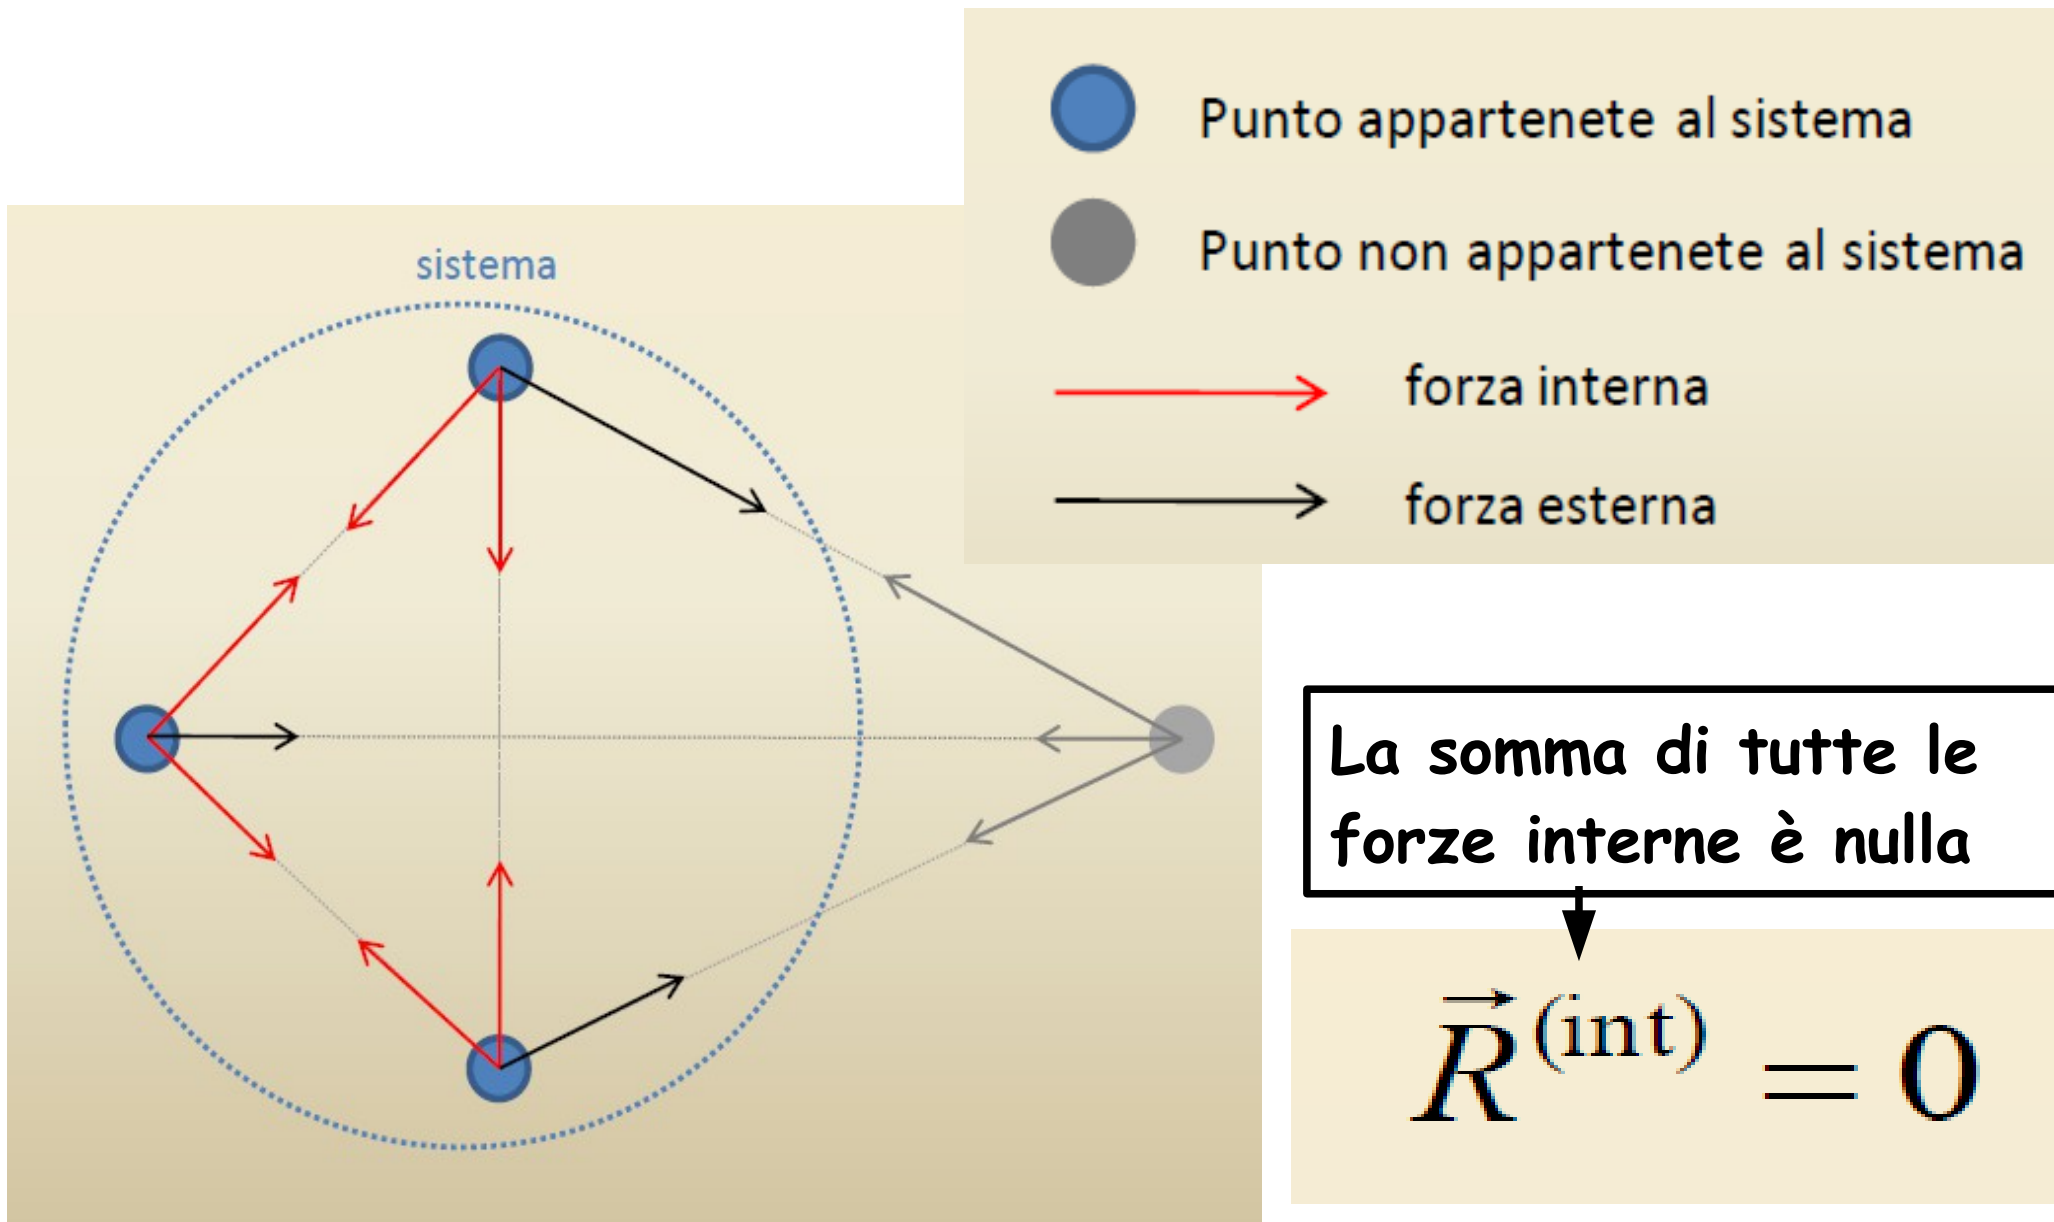 Punto appartenete al sistema
Punto non appartenete al sistema
forza interna
forza esterna
sistema
La somma di tutte le
forze interne è nulla
R⃗^(int) = 0